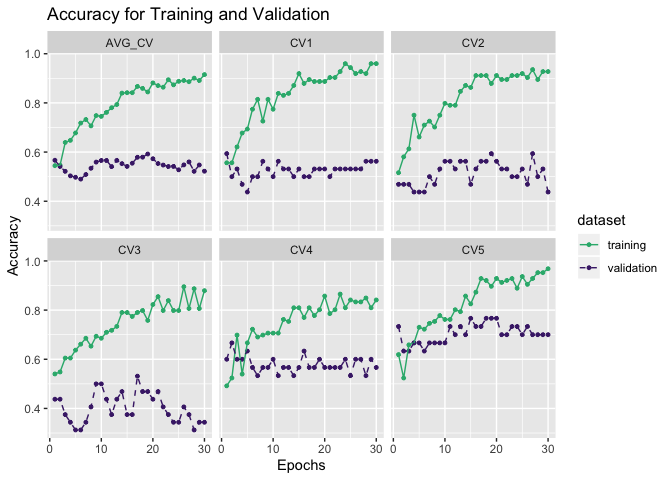 Accuracy for Training and Validation
AVG_CV CV1 CV2
1.0
0.8
0.6
0.4
Accuracy
CV3 CV4 CV5
1.0
0.8
0.6
0.4
0 10 20 30 0 10 20 30 0 10 20 30
Epochs
dataset
training
validation